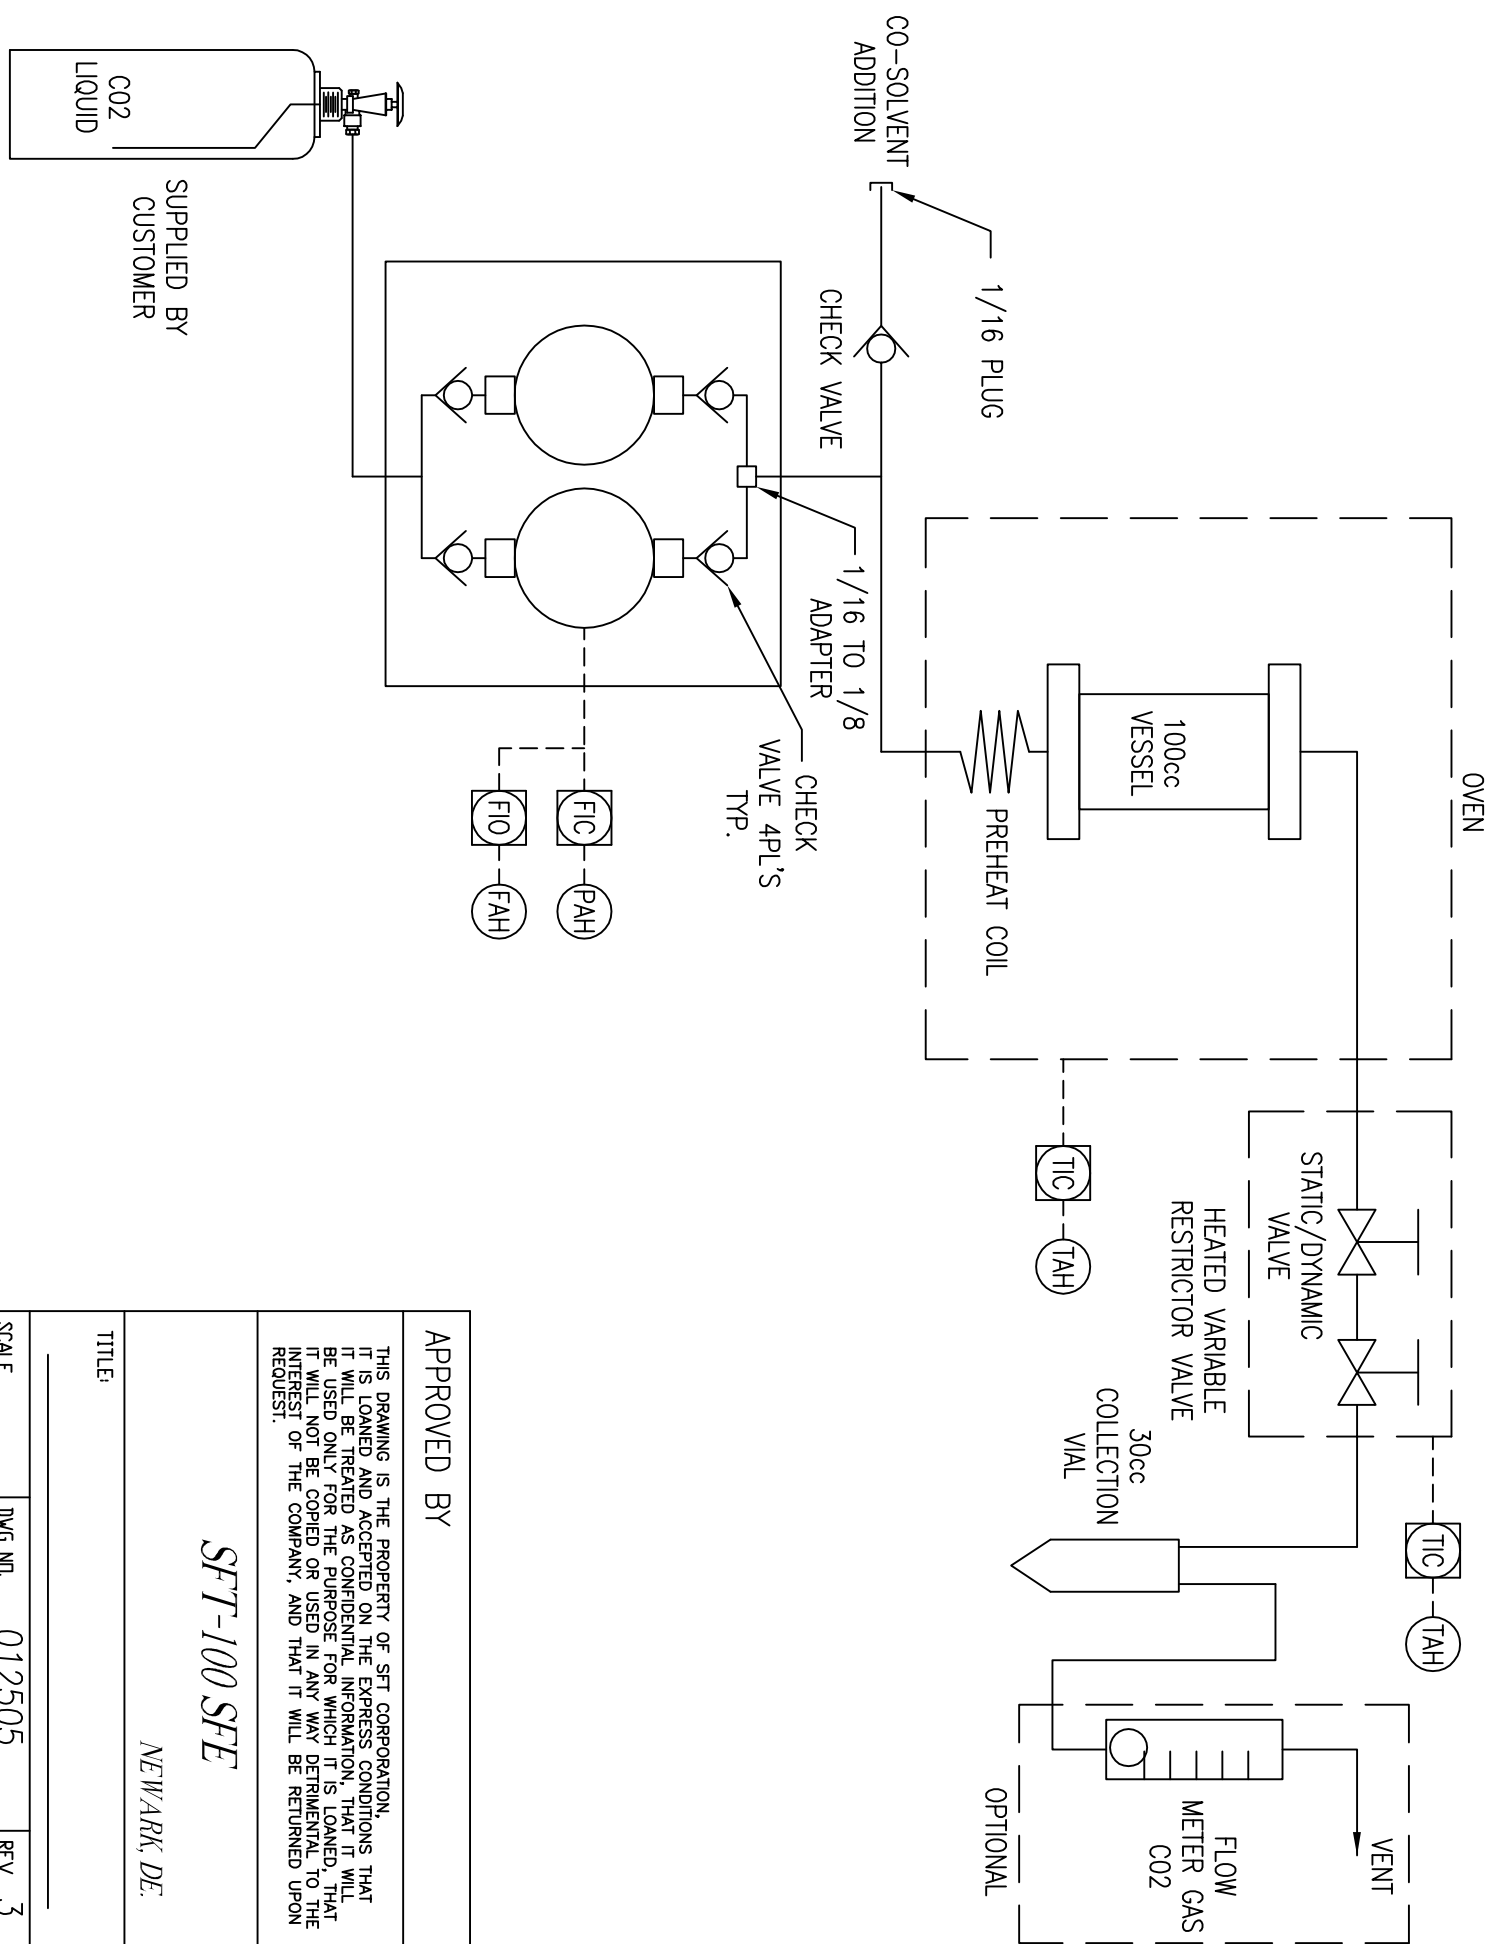 OVEN
100cc
VESSEL
PREHEAT COIL
STATIC/DYNAMIC
VALVE
HEATED VARIABLE
RESTRICTOR VALVE
TIC
TAH
TIC
TAH
30cc
COLLECTION
VIAL
VENT
FLOW
METER GAS
CO2
OPTIONAL
CO-SOLVENT
ADDITION
1/16 PLUG
CHECK VALVE
1/16 TO 1/8
ADAPTER
CHECK
VALVE 4PL'S
TYP.
FIC
PAH
FIO
FAH
CO2
LIQUID
SUPPLIED BY
CUSTOMER
APPROVED BY
THIS DRAWING IS THE PROPERTY OF SFT CORPORATION,
IT IS LOANED AND ACCEPTED ON THE EXPRESS CONDITIONS THAT
IT WILL BE TREATED AS CONFIDENTIAL INFORMATION, THAT IT WILL
BE USED ONLY FOR THE PURPOSE FOR WHICH IT IS LOANED, THAT
IT WILL NOT BE COPIED OR USED IN ANY WAY DETRIMENTAL TO THE
INTEREST OF THE COMPANY, AND THAT IT WILL BE RETURNED UPON
REQUEST.
SFT-100 SFE
NEWARK, DE.
TITLE:
SCALE
DWG NO. 012505
REV 3